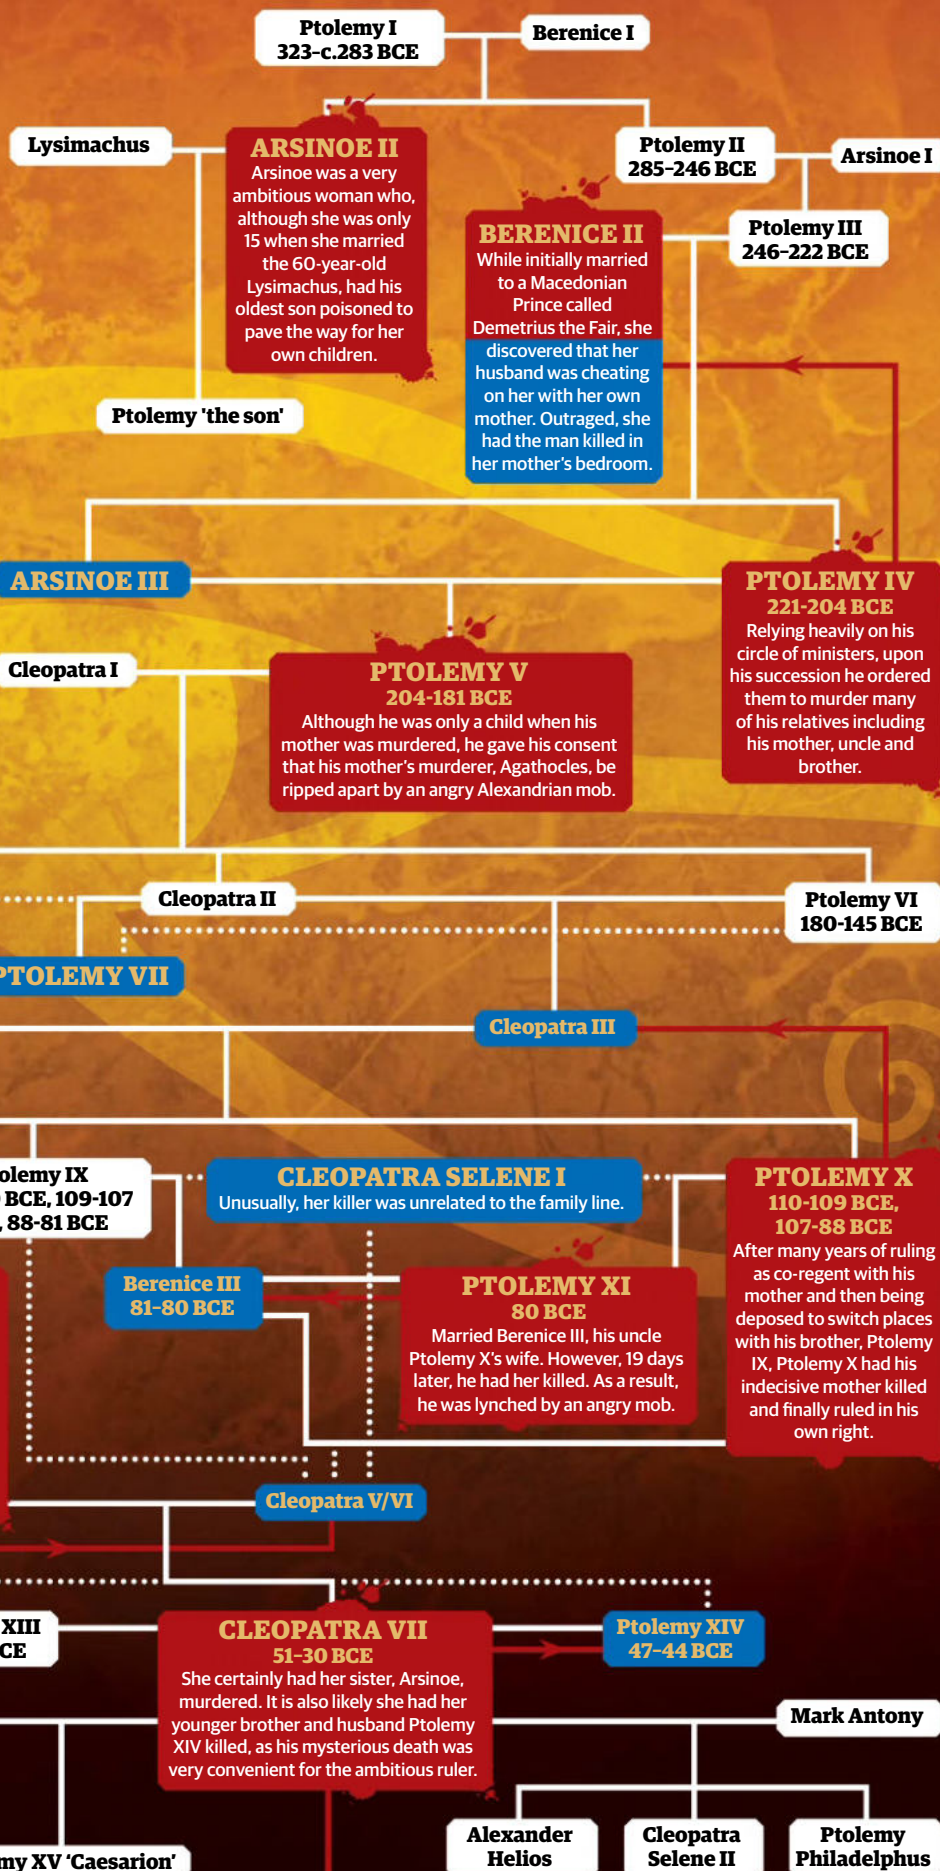 Ptolemy I
323–c.283 BCE
Berenice I
Lysimachus
ARSINOE II
Arsinoe was a very
ambitious woman who,
although she was only
15 when she married
the 60-year-old
Lysimachus, had his
oldest son poisoned to
pave the way for her
own children.
Ptolemy II
285–246 BCE
Arsinoe I
BERENICE II
While initially married
to a Macedonian
Prince called
Demetrius the Fair, she
discovered that her
husband was cheating
on her with her own
mother. Outraged, she
had the man killed in
her mother's bedroom.
Ptolemy III
246–222 BCE
Ptolemy 'the son'
ARSINOE III
PTOLEMY IV
221-204 BCE
Relying heavily on his
circle of ministers, upon
his succession he ordered
them to murder many
of his relatives including
his mother, uncle and
brother.
Cleopatra I
PTOLEMY V
204-181 BCE
Although he was only a child when his
mother was murdered, he gave his consent
that his mother's murderer, Agathocles, be
ripped apart by an angry Alexandrian mob.
Cleopatra II
Ptolemy VI
180-145 BCE
PTOLEMY VII
Cleopatra III
olemy IX
BCE, 109-107
, 88-81 BCE
CLEOPATRA SELENE I
Unusually, her killer was unrelated to the family line.
PTOLEMY X
110-109 BCE,
107-88 BCE
After many years of ruling
as co-regent with his
mother and then being
deposed to switch places
with his brother, Ptolemy
IX, Ptolemy X had his
indecisive mother killed
and finally ruled in his
own right.
Berenice III
81–80 BCE
PTOLEMY XI
80 BCE
Married Berenice III, his uncle
Ptolemy X's wife. However, 19 days
later, he had her killed. As a result,
he was lynched by an angry mob.
Cleopatra V/VI
XIII
CE
CLEOPATRA VII
51–30 BCE
She certainly had her sister, Arsinoe,
murdered. It is also likely she had her
younger brother and husband Ptolemy
XIV killed, as his mysterious death was
very convenient for the ambitious ruler.
Ptolemy XIV
47–44 BCE
Mark Antony
my XV 'Caesarion'
Alexander
Helios
Cleopatra
Selene II
Ptolemy
Philadelphus